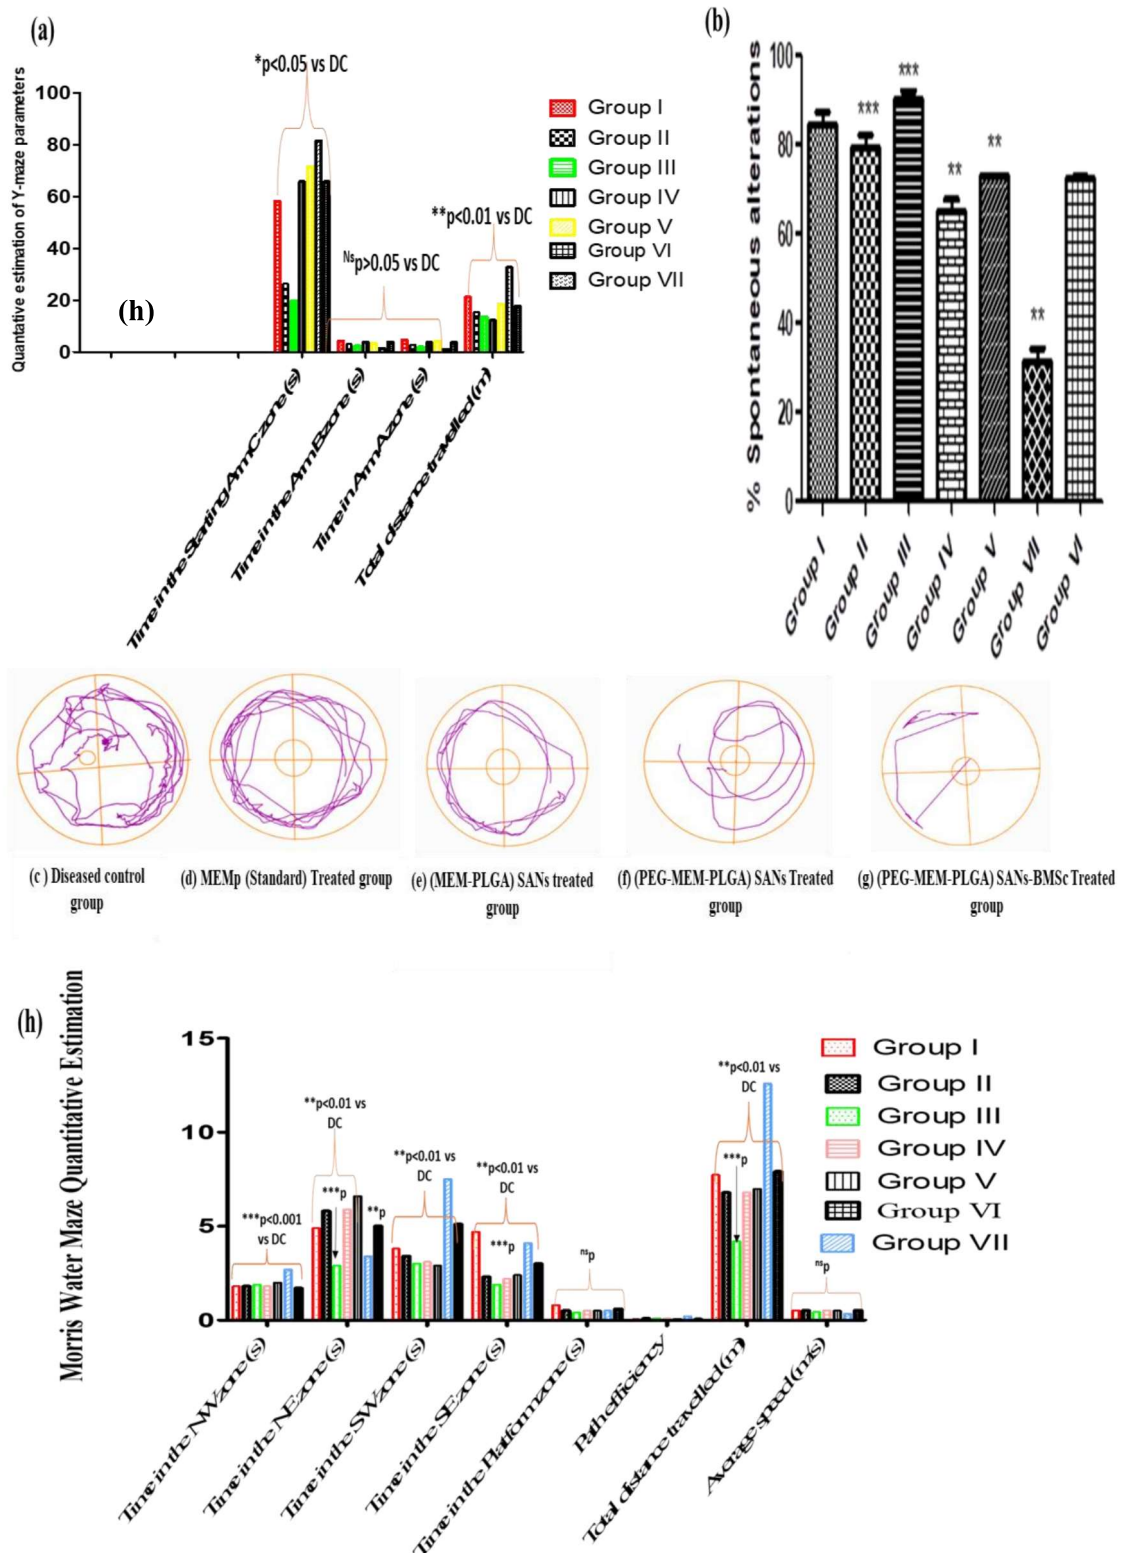 (a)
*p<0.05 vs DC
Quantative estimation of Y-maze parameters
100
80
60
40
20
0
(h)
Nsp>0.05 vs DC
**p<0.01 vs DC
Time in the Starting Arm C zone (s)
Time in the Arm B zone (s)
Time in Arm A zone (s)
Total distance travelled (m)
Group I
Group II
Group III
Group IV
Group V
Group VI
Group VII
(b)
% Spontaneous alterations
100
80
60
40
20
0
***
***
**
**
**
Group I
Group II
Group III
Group IV
Group V
Group VII
Group VI
(c ) Diseased control
group
(d) MEMp (Standard) Treated group
(e) (MEM-PLGA) SANs treated
group
(f) (PEG-MEM-PLGA) SANs Treated
group
(g) (PEG-MEM-PLGA) SANs-BMSc Treated
group
(h)
Morris Water Maze Quantitative Estimation
15
10
5
0
***p<0.001
vs DC
**p<0.01 vs
DC
***p
**p
**p<0.01 vs
DC
**p<0.01 vs
DC
***p
nsp
**p<0.01 vs
DC
***p
nsp
Time in the NW zone (s)
Time in the NE zone (s)
Time in the SW zone (s)
Time in the SE zone (s)
Time in the Platform zone (s)
Path efficiency
Total distance travelled (m)
Average speed (m/s)
Group I
Group II
Group III
Group IV
Group V
Group VI
Group VII